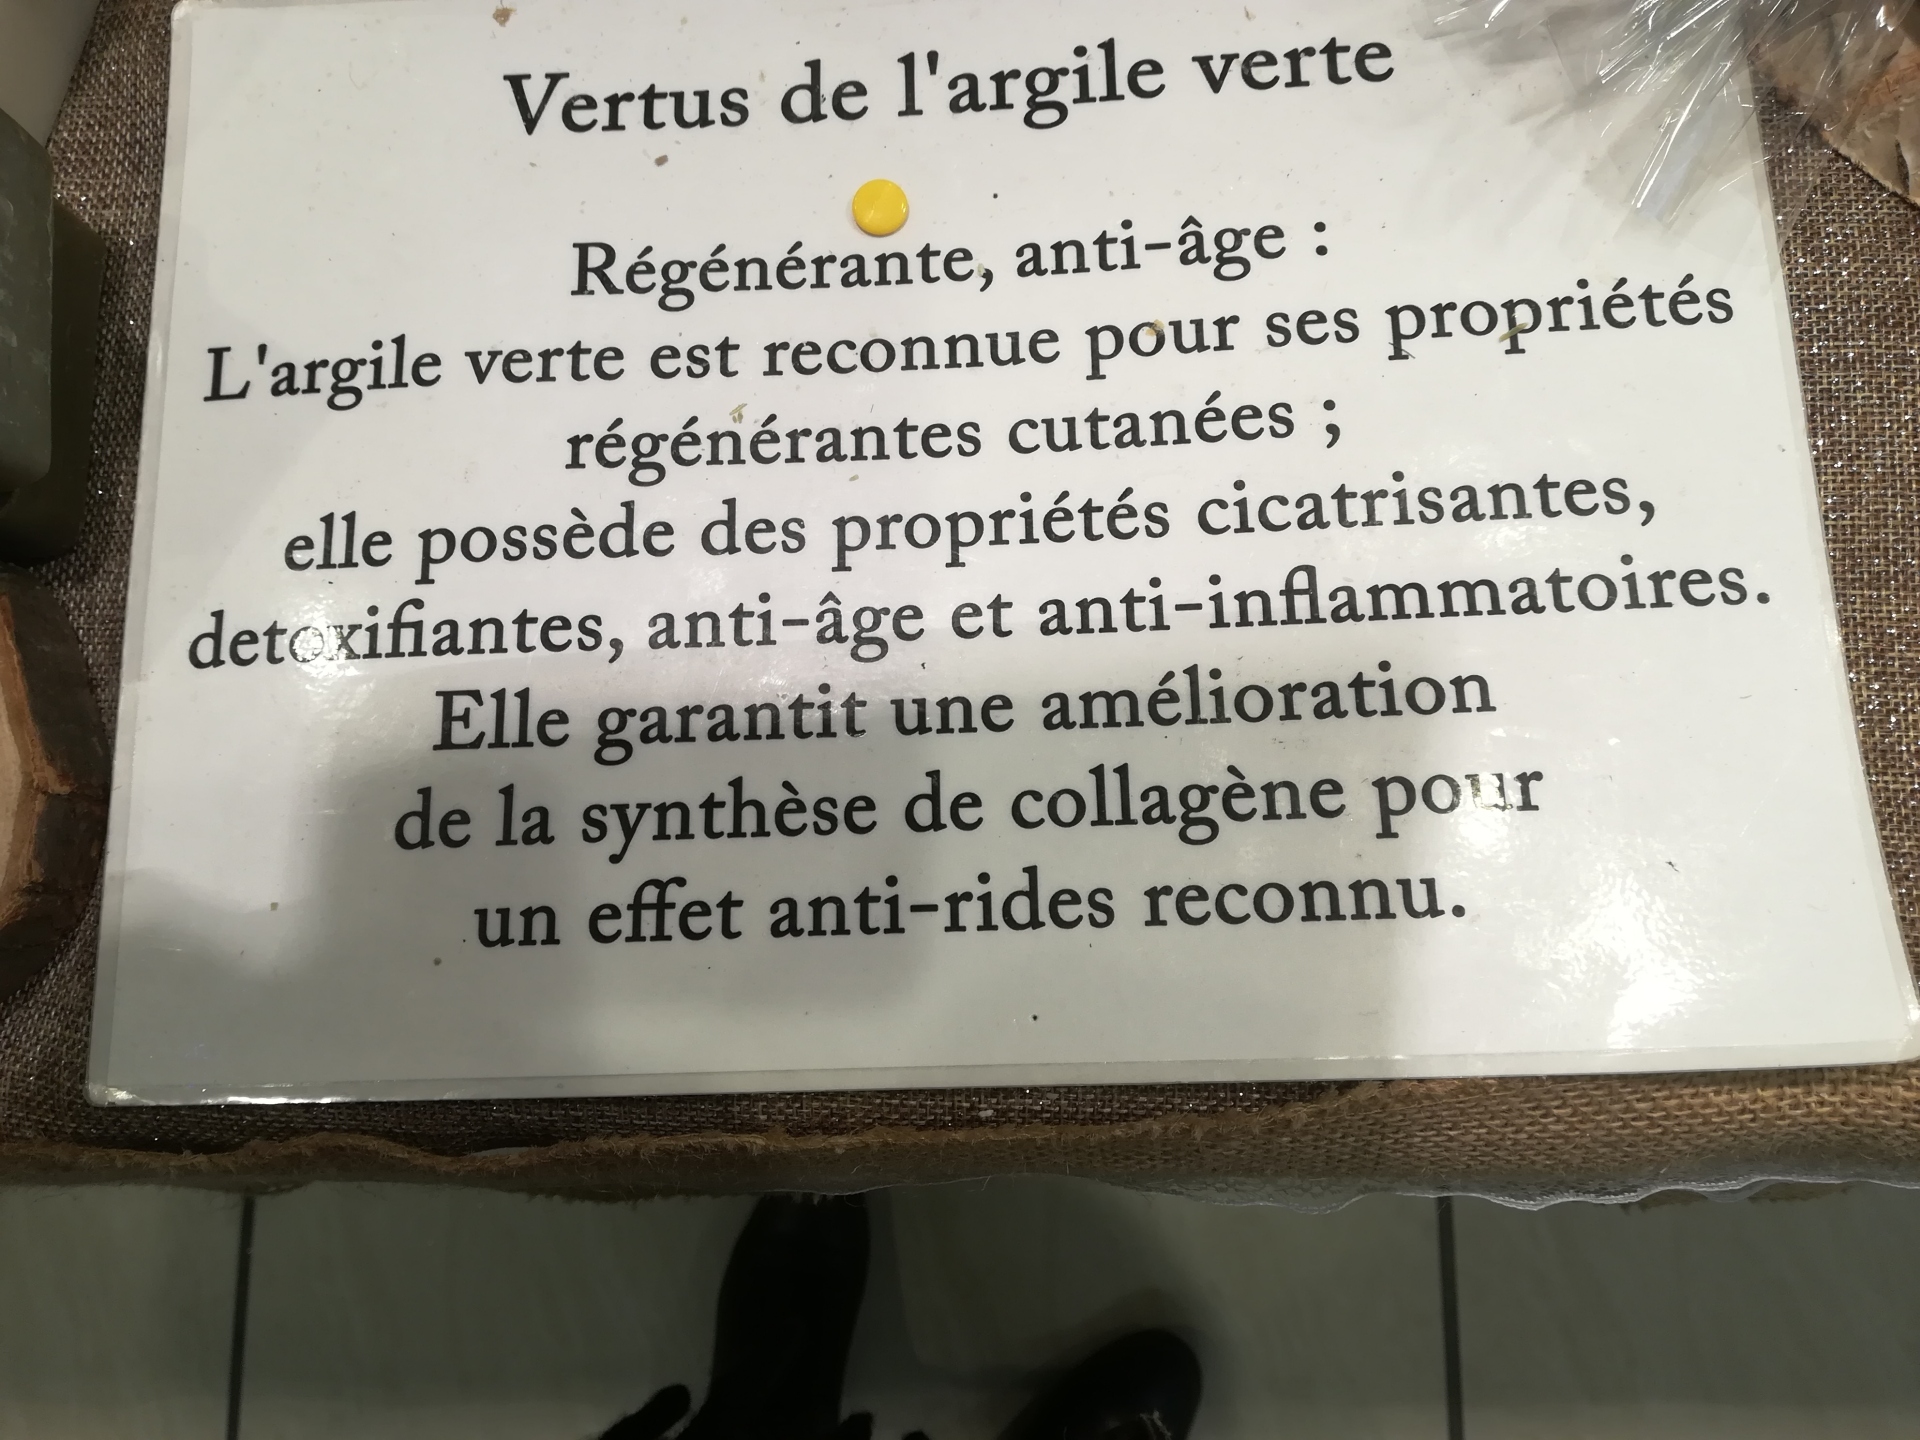 Vertus de l'argile verte
Régénérante, anti-âge :
L'argile verte est reconnue pour ses propriétés
régénérantes cutanées ;
elle possède des propriétés cicatrisantes,
detoxifiantes, anti-âge et anti-inflammatoires.
Elle garantit une amélioration
de la synthèse de collagène pour
un effet anti-rides reconnu.